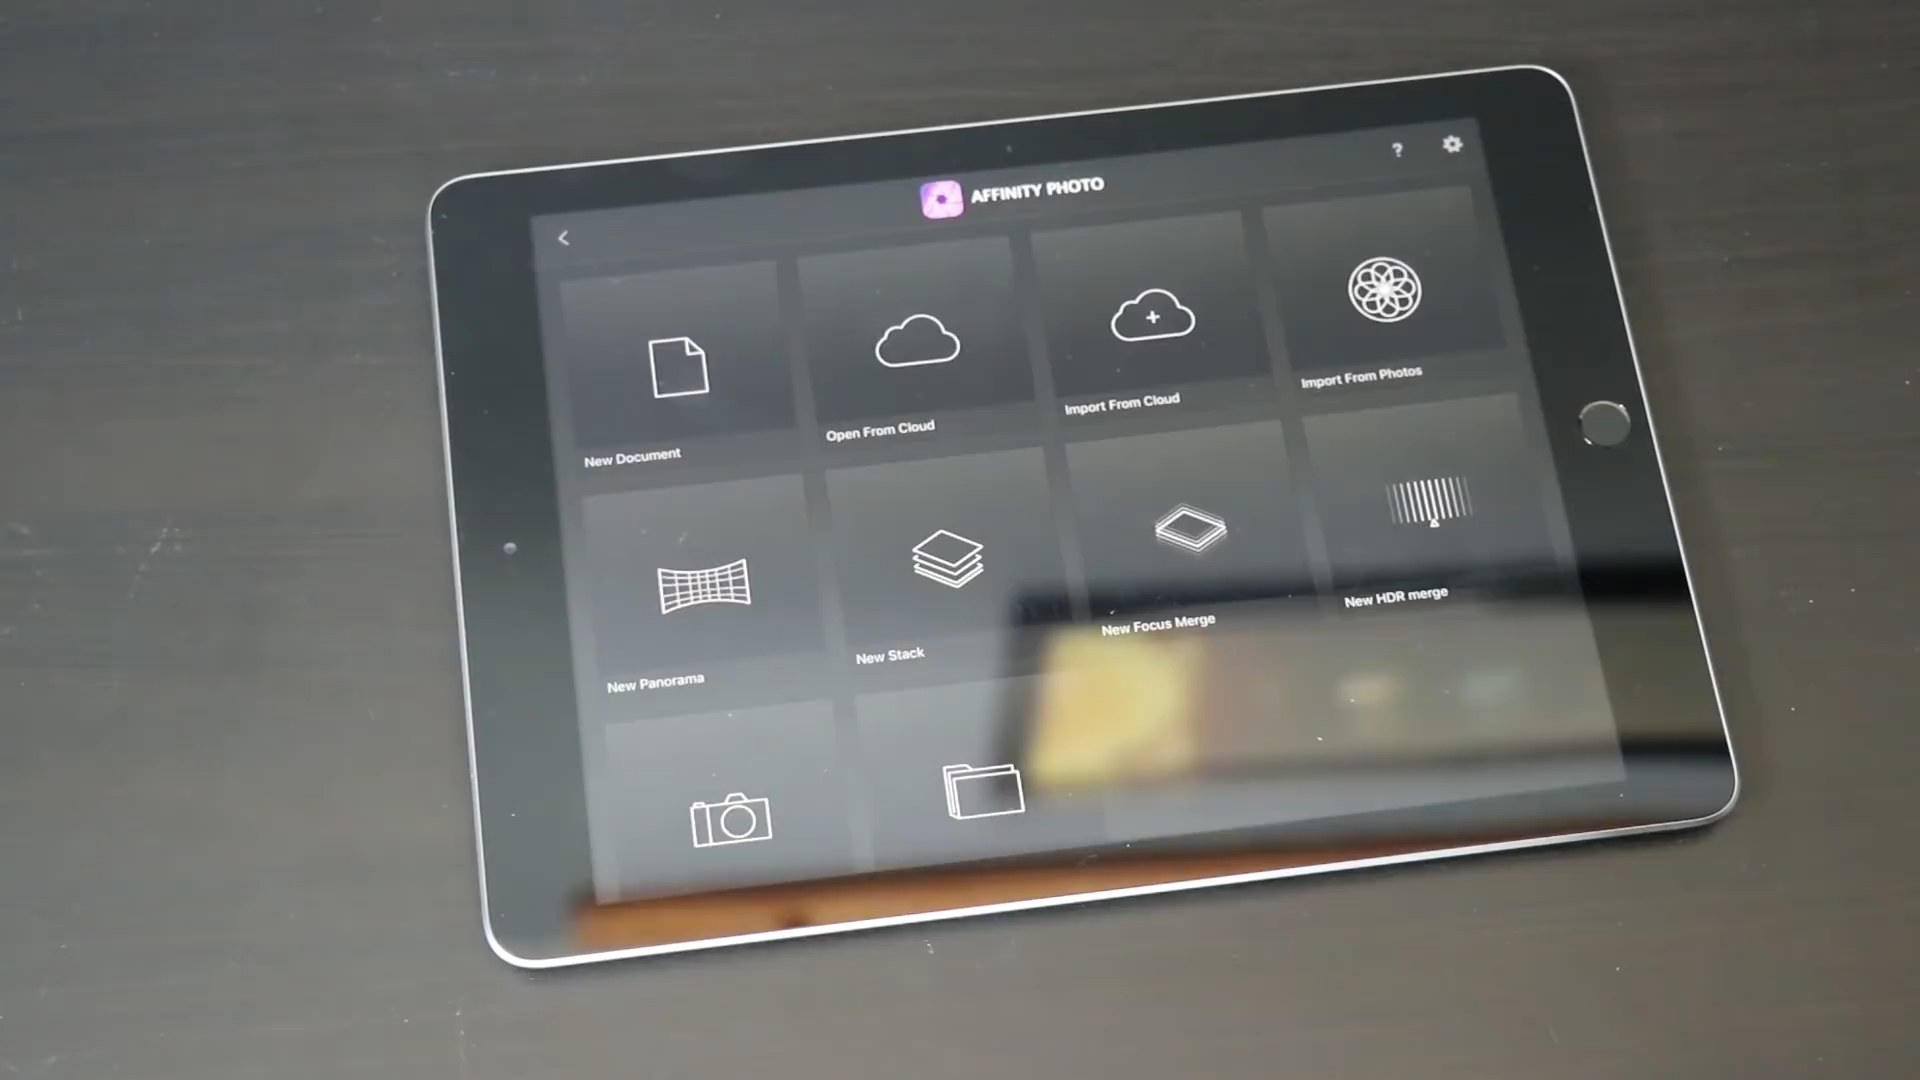 ?
AFFINITY PHOTO
New Document
Open From Cloud
Import From Cloud
Import From Photos
New Panorama
New Stack
New Focus Merge
New HDR merge